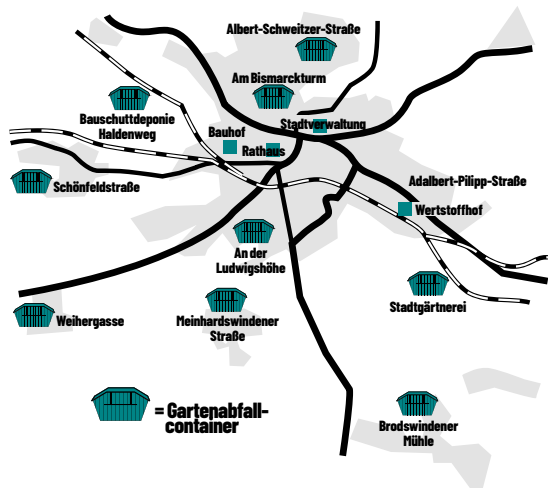 Albert-Schweitzer-Straße
Am Bismarckturm
Bauschuttdeponie
Haldenweg
Stadtverwaltung
Bauhof
Rathaus
Schönfeldstraße
Adalbert-Pilipp-Straße
Wertstoffhof
An der
Ludwigshöhe
Stadtgärtnerei
Weihergasse
Meinhardswindener
Straße
= Gartenabfall-
container
Brodswindener
Mühle